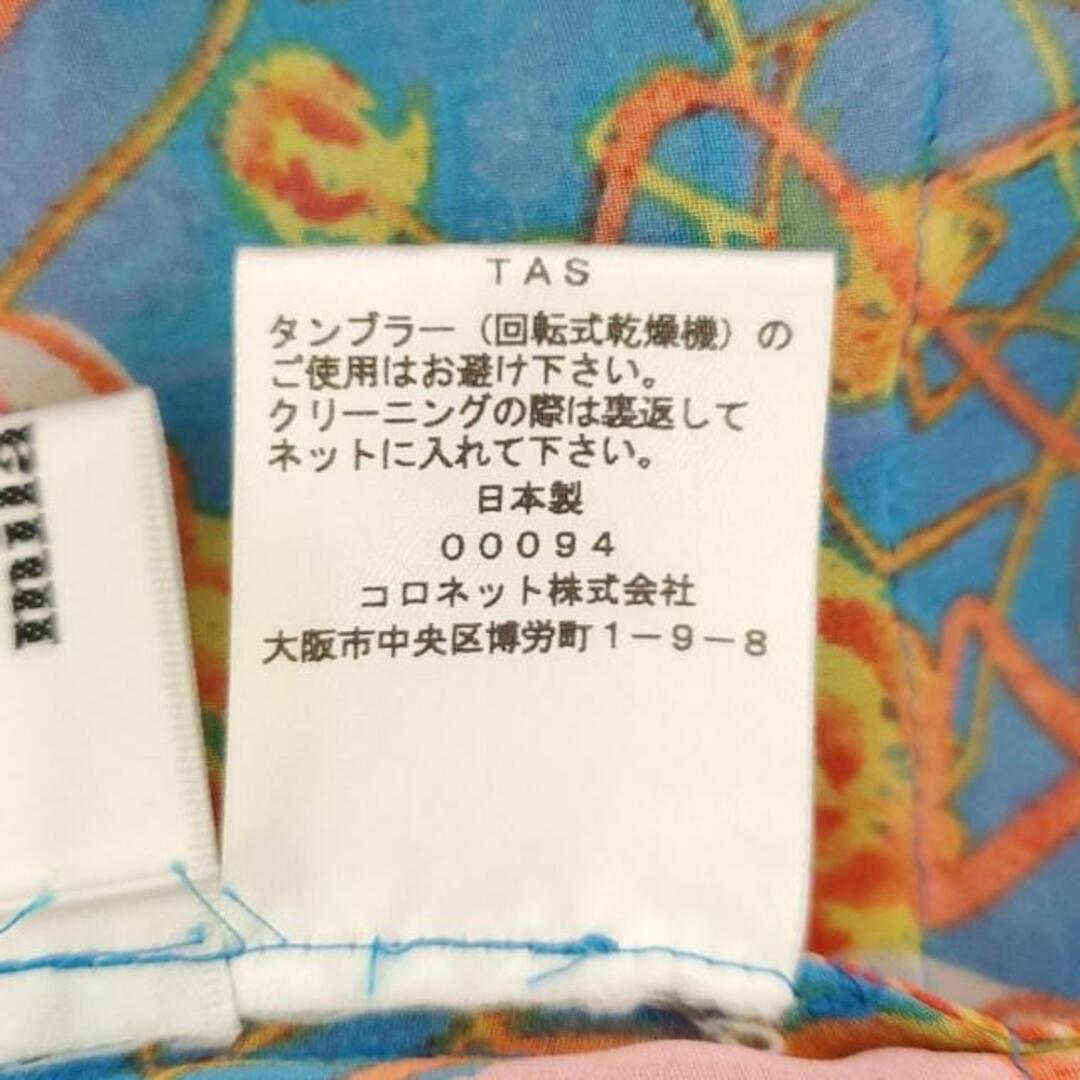 ＴＡＳ
タンブラー（回転式乾燥機）の
ご使用はお避け下さい。
クリーニングの際は裏返して
ネットに入れて下さい。
日本製
０００９４
コロネット株式会社
大阪市中央区博労町１－９－８